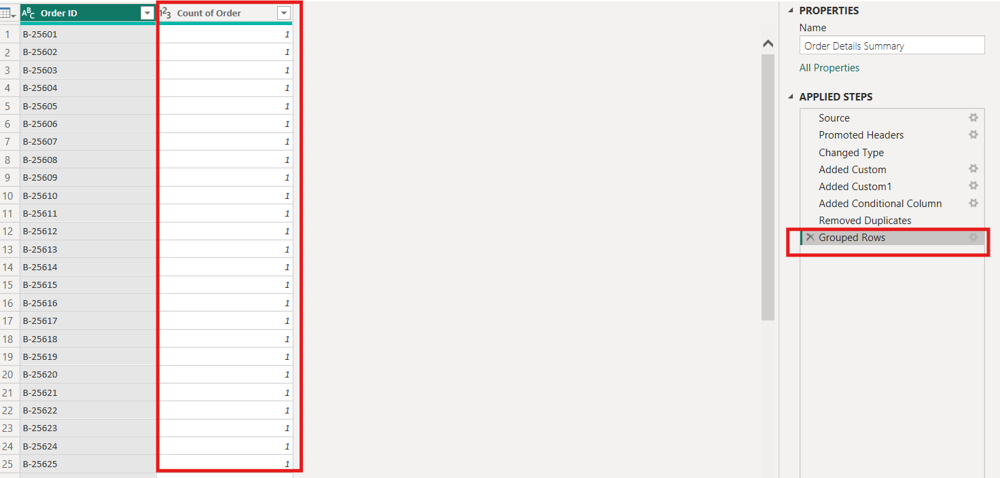 ABC Order ID 123 Count of Order
1 B-25601 1
2 B-25602 1
3 B-25603 1
4 B-25604 1
5 B-25605 1
6 B-25606 1
7 B-25607 1
8 B-25608 1
9 B-25609 1
10 B-25610 1
11 B-25611 1
12 B-25612 1
13 B-25613 1
14 B-25614 1
15 B-25615 1
16 B-25616 1
17 B-25617 1
18 B-25618 1
19 B-25619 1
20 B-25620 1
21 B-25621 1
22 B-25622 1
23 B-25623 1
24 B-25624 1
25 B-25625 1
PROPERTIES
Name
Order Details Summary
All Properties
APPLIED STEPS
Source
Promoted Headers
Changed Type
Added Custom
Added Custom1
Added Conditional Column
Removed Duplicates
Grouped Rows